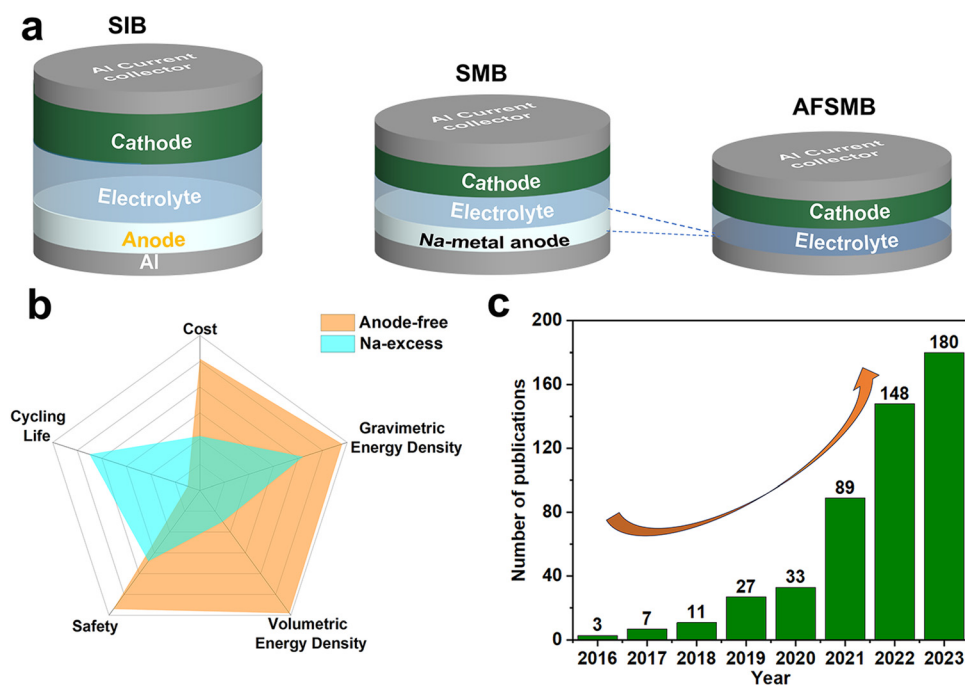 a
SIB
Al Current
collector
Cathode
Electrolyte
Anode
Al
SMB
Al Current
collector
Cathode
Electrolyte
Na-metal anode
AFSMB
Al Current
collector
Cathode
Electrolyte
b
Anode-free
Na-excess
Cost
Gravimetric
Energy Density
Volumetric
Energy Density
Safety
Cycling
Life
c
Number of publications
200
160
120
80
40
0
3
7
11
27
33
89
148
180
2016 2017 2018 2019 2020 2021 2022 2023
Year